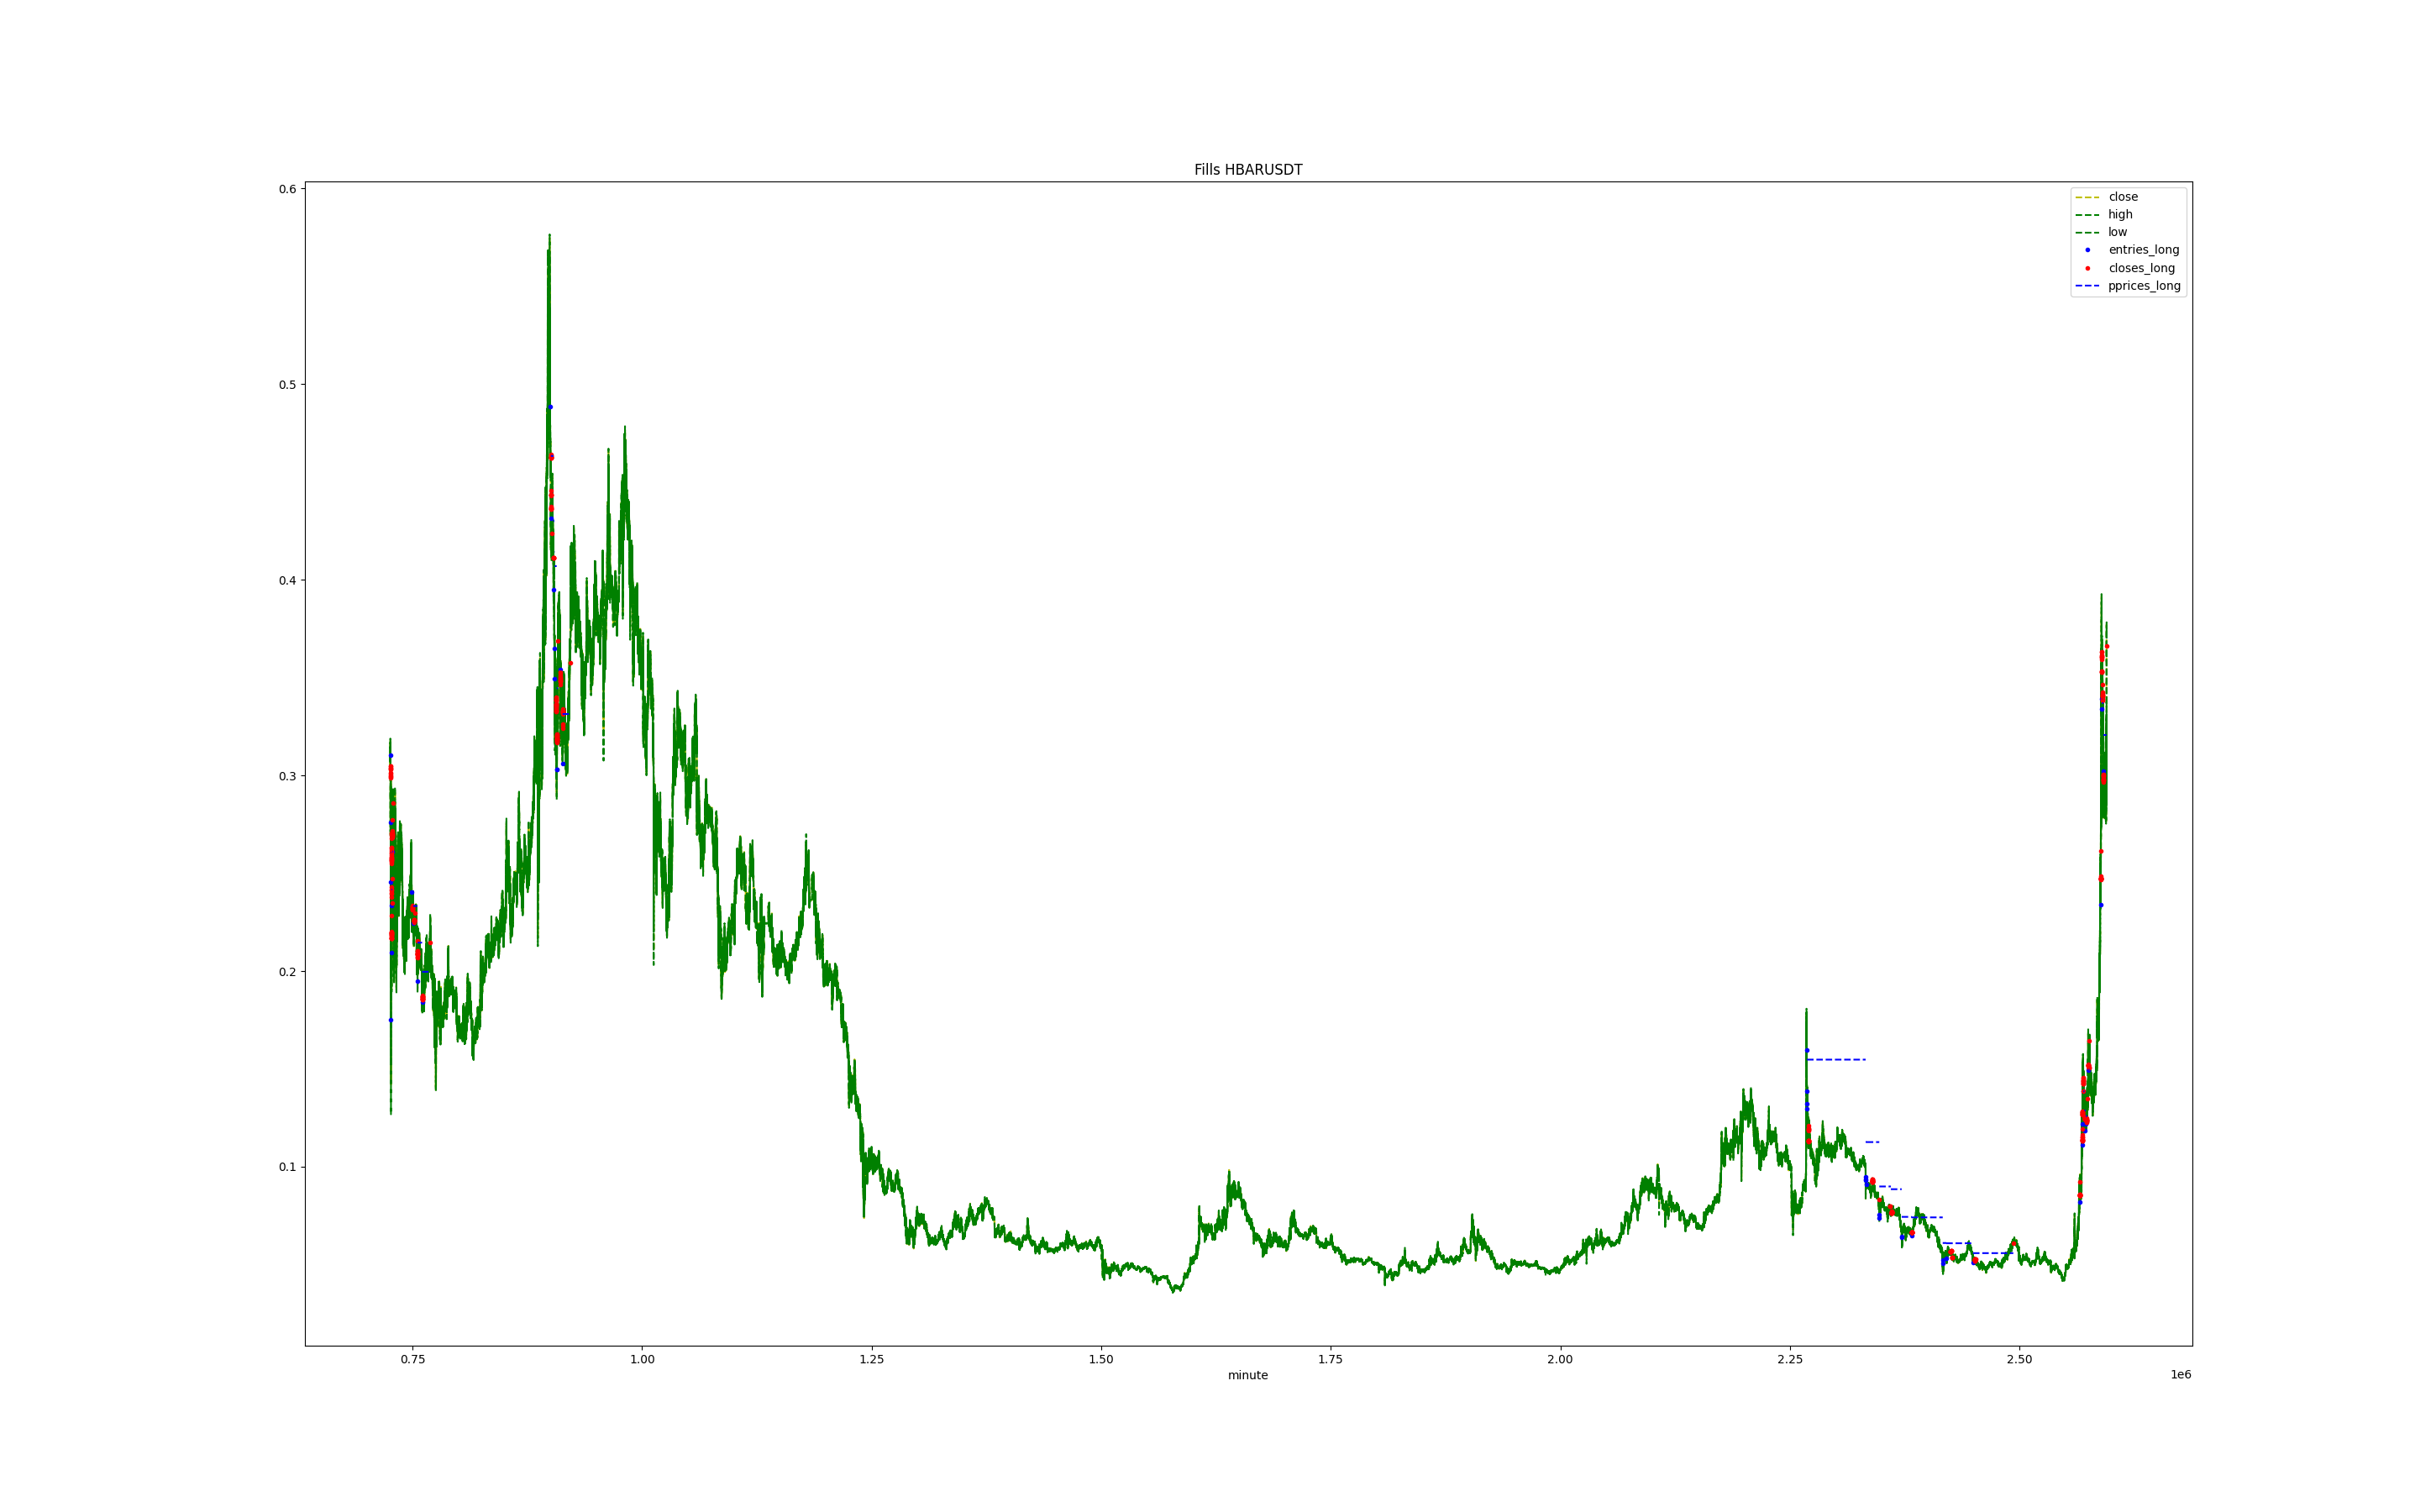 Fills HBARUSDT
0.6
0.5
0.4
0.3
0.2
0.1
close
high
low
entries_long
closes_long
pprices_long
0.75 1.00 1.25 1.50 1.75 2.00 2.25 2.50
minute
1e6